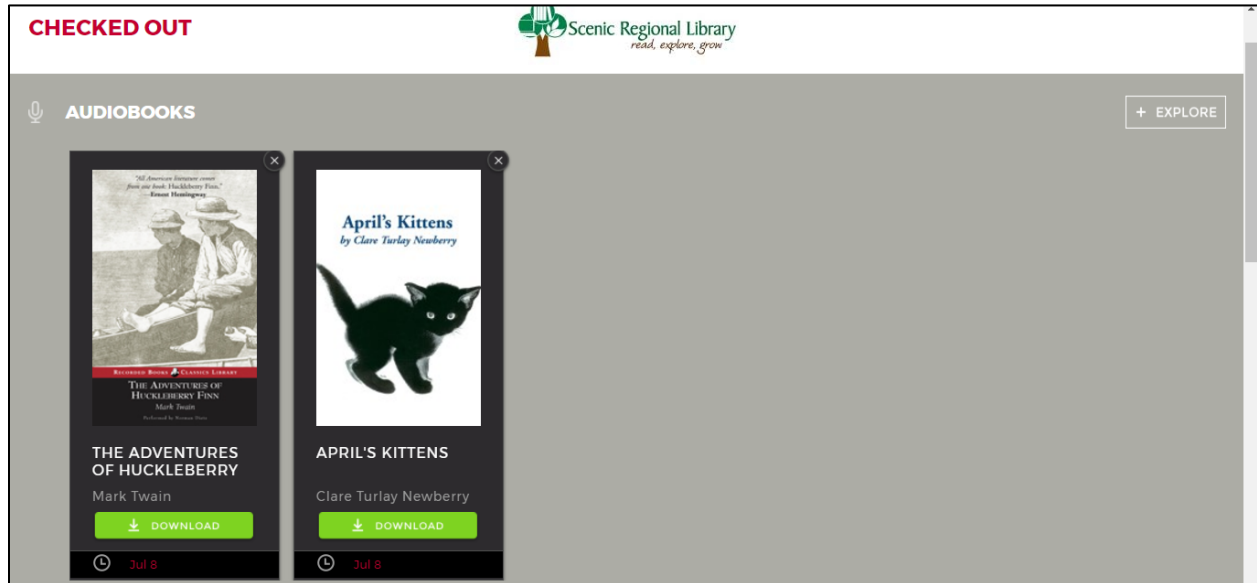 CHECKED OUT
Scenic Regional Library
read, explore, grow
AUDIOBOOKS
+ EXPLORE
"All American literature comes
from one book: Huckleberry Finn."
—Ernest Hemingway
RECORDED BOOKS CLASSICS LIBRARY
THE ADVENTURES OF
HUCKLEBERRY FINN
Mark Twain
Performed by
THE ADVENTURES
OF HUCKLEBERRY
Mark Twain
DOWNLOAD
Jul 8
April's Kittens
by Clare Turlay Newberry
APRIL'S KITTENS
Clare Turlay Newberry
DOWNLOAD
Jul 8